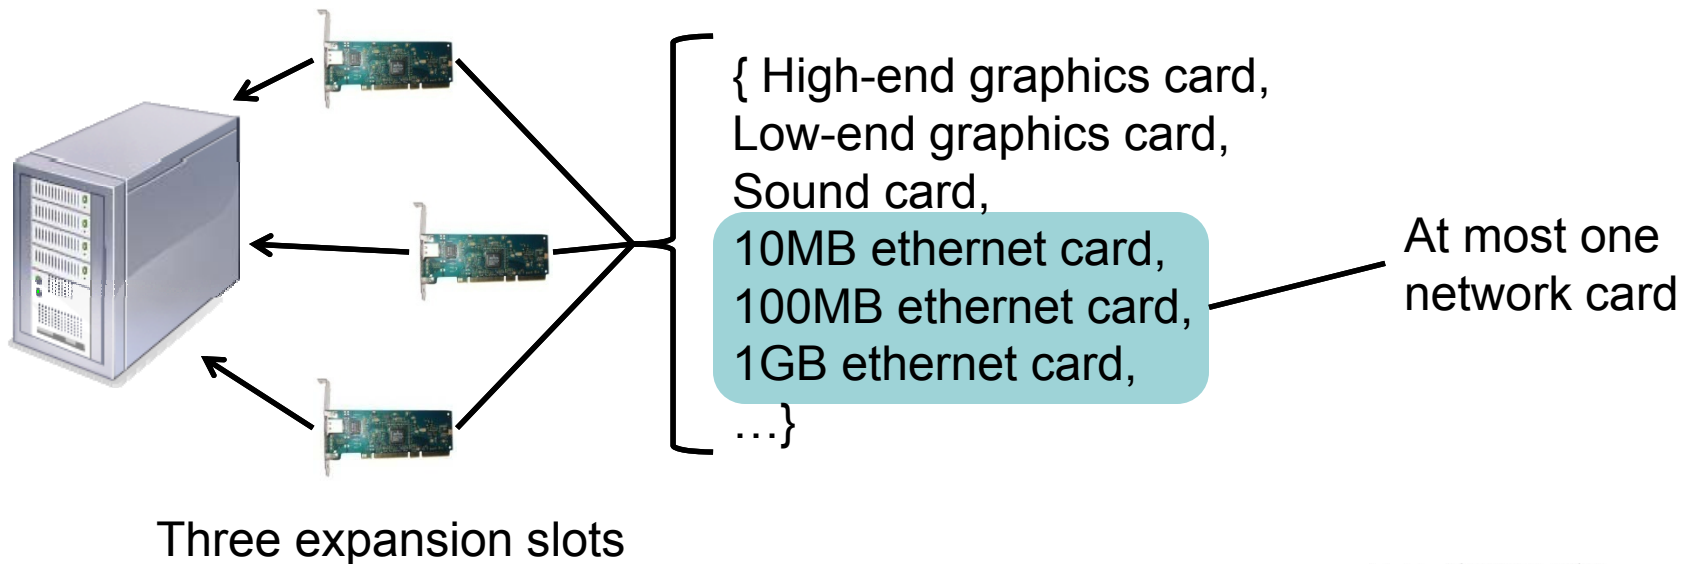 { High-end graphics card,
Low-end graphics card,
Sound card,
10MB ethernet card,
100MB ethernet card,
1GB ethernet card,
…}
At most one
network card
Three expansion slots